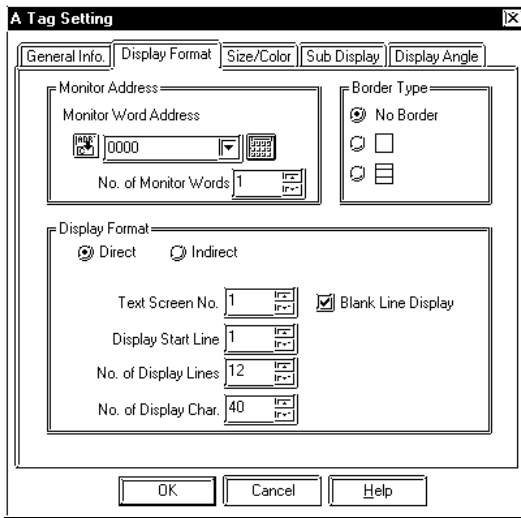 A Tag Setting
General Info. Display Format Size/Color Sub Display Display Angle
Monitor Address
Monitor Word Address
0000
No. of Monitor Words 1
Border Type
No Border
Display Format
Direct Indirect
Text Screen No. 1 Blank Line Display
Display Start Line 1
No. of Display Lines 12
No. of Display Char. 40
OK Cancel Help